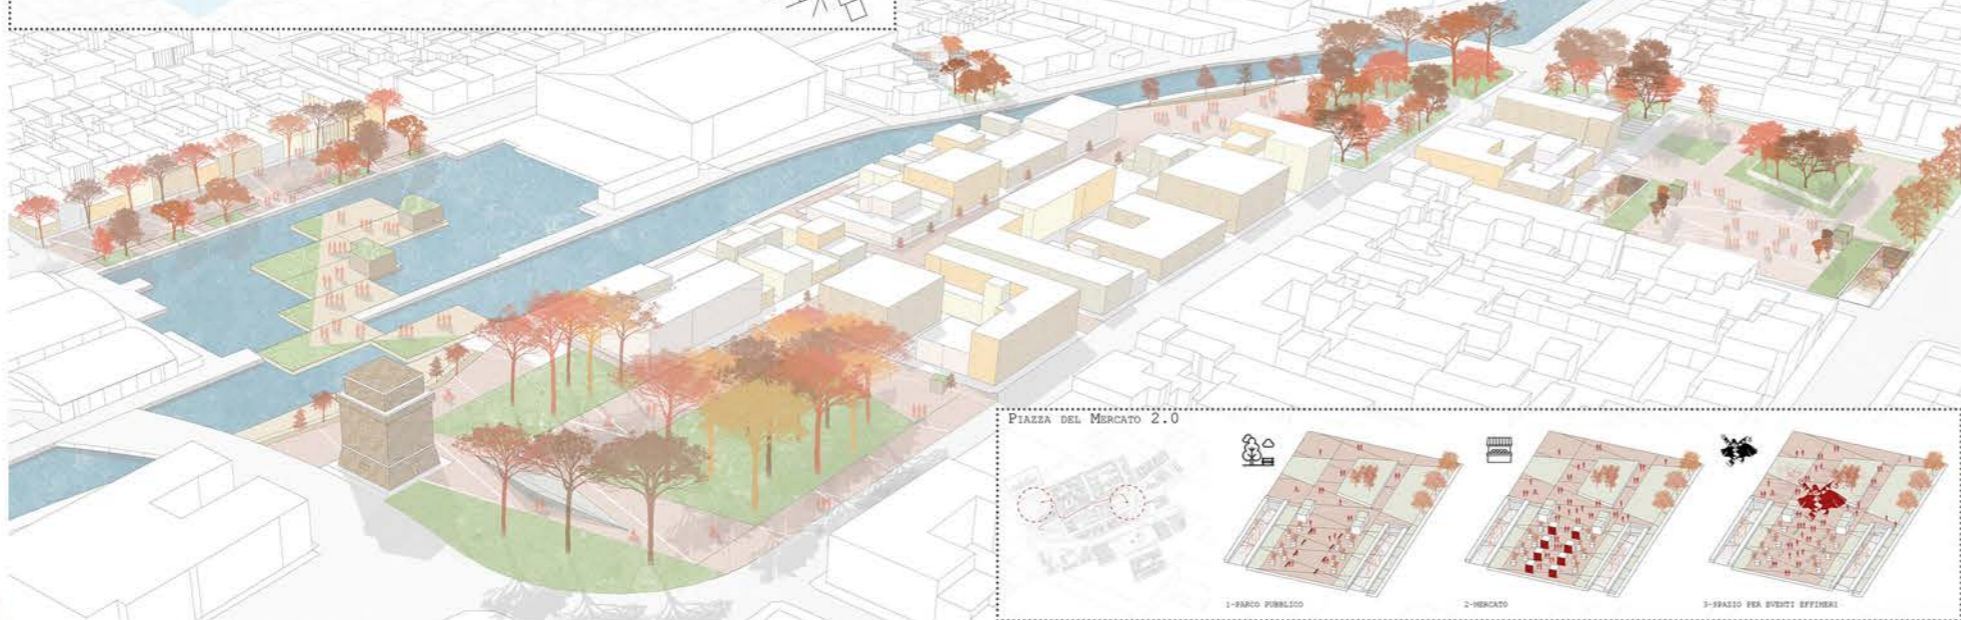 PIAZZA DEL MERCATO 2.0
1-PARCO PUBBLICO
2-MERCATO
3-SPAZIO PER EVENTI EFFIMERI